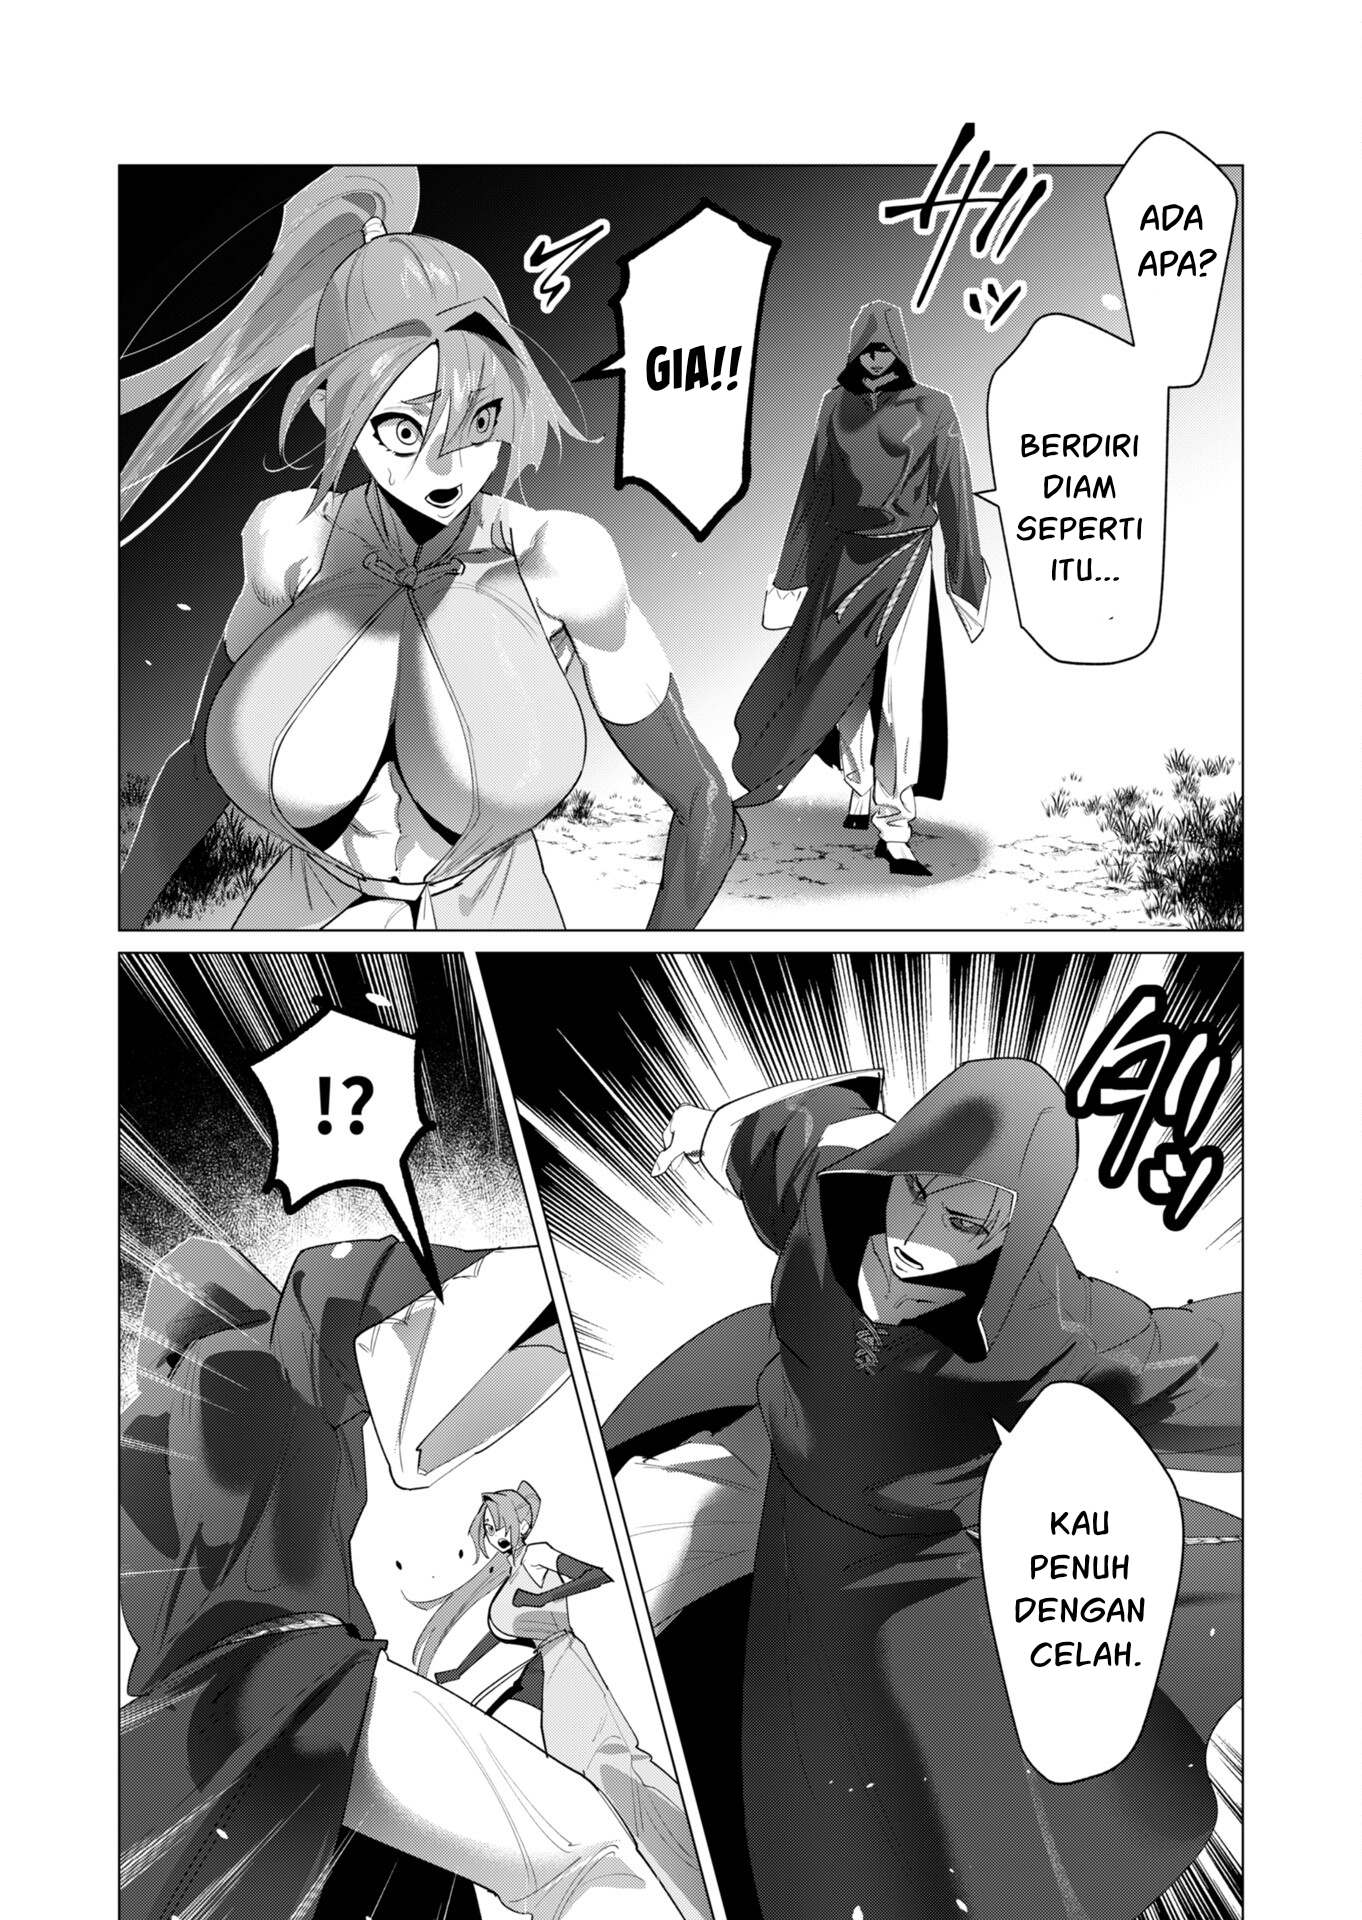 ADA
APA?
BERDIRI
DIAM
SEPERTI
ITU...
GIA!!
KAU
PENUH
DENGAN
CELAH.
!?